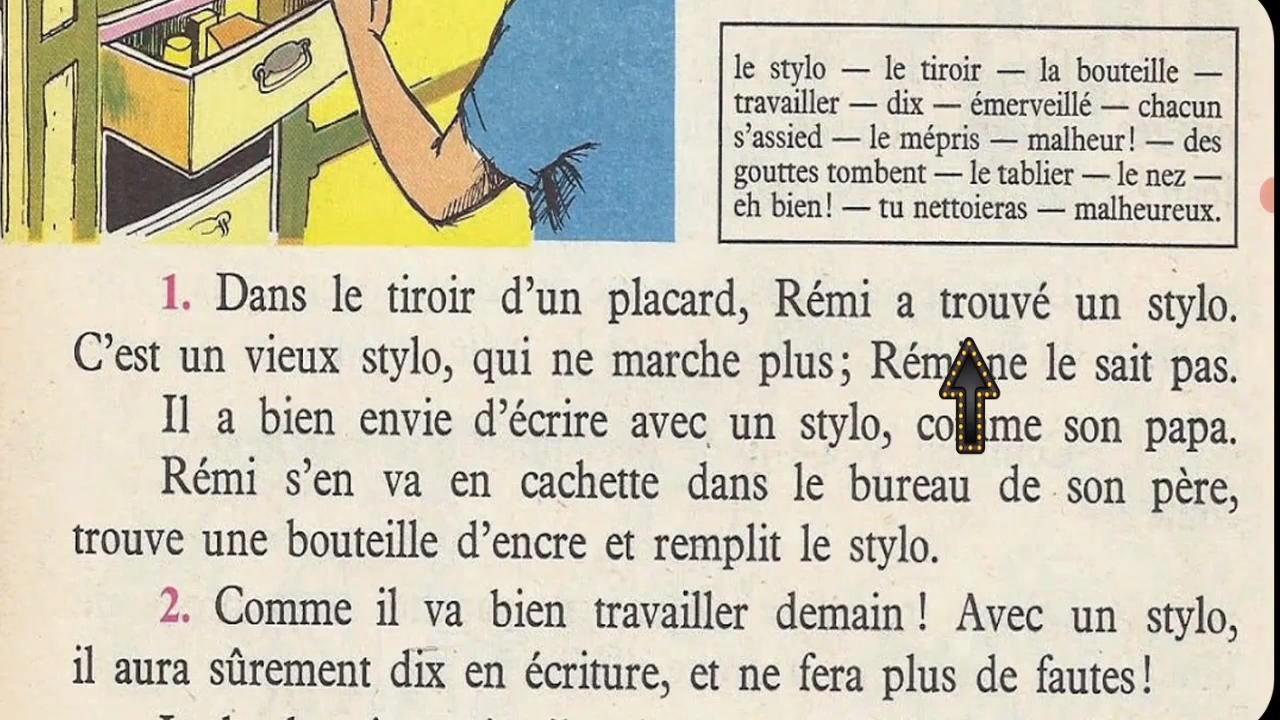 le stylo — le tiroir — la bouteille —
travailler — dix — émerveillé — chacun
s'assied — le mépris — malheur! — des
gouttes tombent — le tablier — le nez —
eh bien! — tu nettoieras — malheureux.
1. Dans le tiroir d'un placard, Rémi a trouvé un stylo.
C'est un vieux stylo, qui ne marche plus; Rémi ne le sait pas.
Il a bien envie d'écrire avec un stylo, comme son papa.
Rémi s'en va en cachette dans le bureau de son père,
trouve une bouteille d'encre et remplit le stylo.
2. Comme il va bien travailler demain! Avec un stylo,
il aura sûrement dix en écriture, et ne fera plus de fautes!